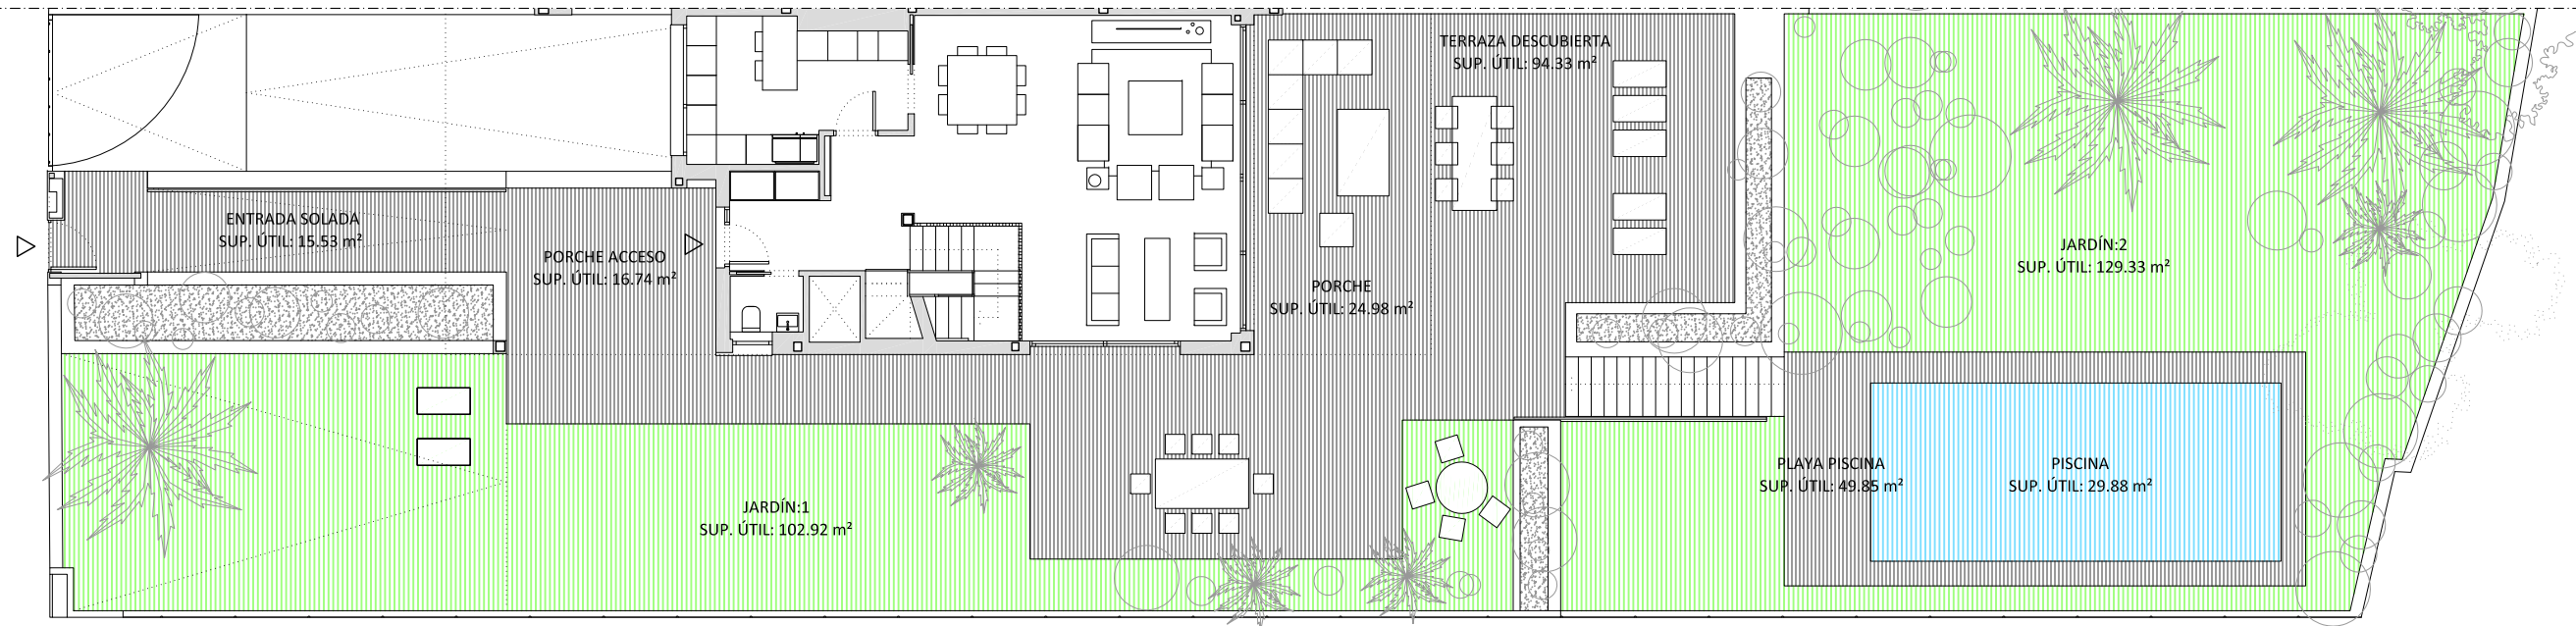 ENTRADA SOLADA
SUP. ÚTIL: 15.53 m²
PORCHE ACCESO
SUP. ÚTIL: 16.74 m²
TERRAZA DESCUBIERTA
SUP. ÚTIL: 94.33 m²
PORCHE
SUP. ÚTIL: 24.98 m²
JARDÍN:2
SUP. ÚTIL: 129.33 m²
JARDÍN:1
SUP. ÚTIL: 102.92 m²
PLAYA PISCINA
SUP. ÚTIL: 49.85 m²
PISCINA
SUP. ÚTIL: 29.88 m²